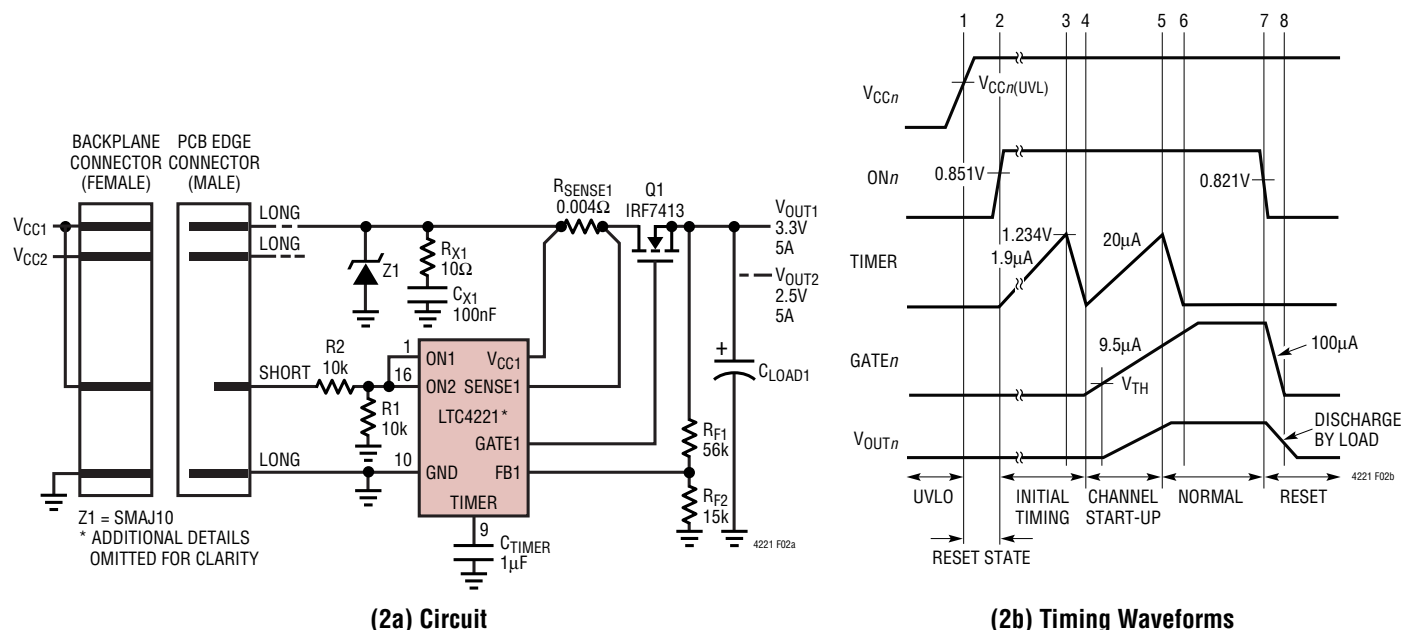 BACKPLANE
CONNECTOR
(FEMALE)
PCB EDGE
CONNECTOR
(MALE)
VCC1
VCC2
LONG
LONG
SHORT
LONG
Z1
RX1
10Ω
CX1
100nF
RSENSE1
0.004Ω
Q1
IRF7413
VOUT1
3.3V
5A
VOUT2
2.5V
5A
R2
10k
R1
10k
1
16
10
9
ON1
ON2
VCC1
SENSE1
LTC4221*
GATE1
GND
FB1
TIMER
CTIMER
1µF
+
CLOAD1
RF1
56k
RF2
15k
4221 F02a
Z1 = SMAJ10
* ADDITIONAL DETAILS
OMITTED FOR CLARITY
(2a) Circuit
1 2 3 4 5 6 7 8
VCCn
VCCn(UVL)
ONn
0.851V
0.821V
TIMER
1.234V
1.9µA
20µA
GATEn
9.5µA
VTH
100µA
VOUTn
DISCHARGE
BY LOAD
UVLO
INITIAL
TIMING
CHANNEL
START-UP
NORMAL
RESET
RESET STATE
4221 F02b
(2b) Timing Waveforms